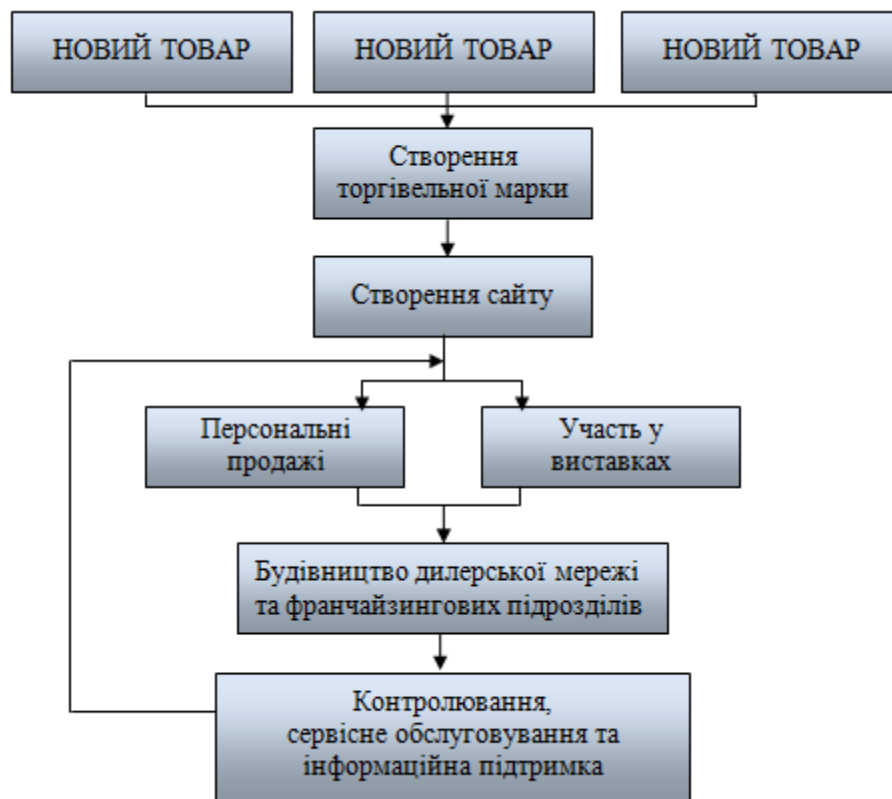 НОВИЙ ТОВАР
НОВИЙ ТОВАР
НОВИЙ ТОВАР
Створення
торгівельної марки
Створення сайту
Персональні
продажі
Участь у
виставках
Будівництво дилерської мережі
та франчайзингових підрозділів
Контролювання,
сервісне обслуговування та
інформаційна підтримка